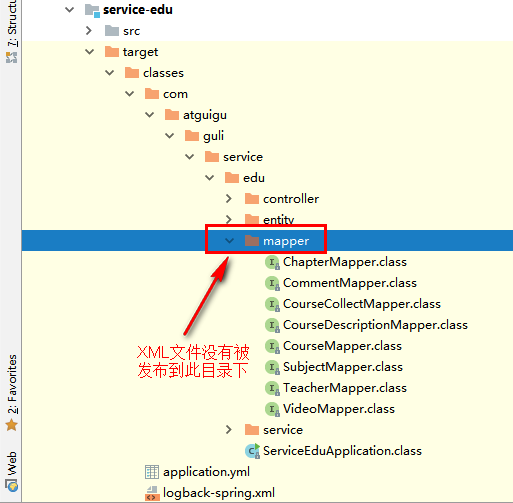 service-edu
src
target
classes
com
atguigu
guli
service
edu
controller
entity
mapper
ChapterMapper.class
CommentMapper.class
CourseCollectMapper.class
CourseDescriptionMapper.class
CourseMapper.class
SubjectMapper.class
TeacherMapper.class
VideoMapper.class
service
ServiceEduApplication.class
application.yml
logback-spring.xml
XML文件没有被
发布到此目录下
7: Structu
2: Favorites
Web